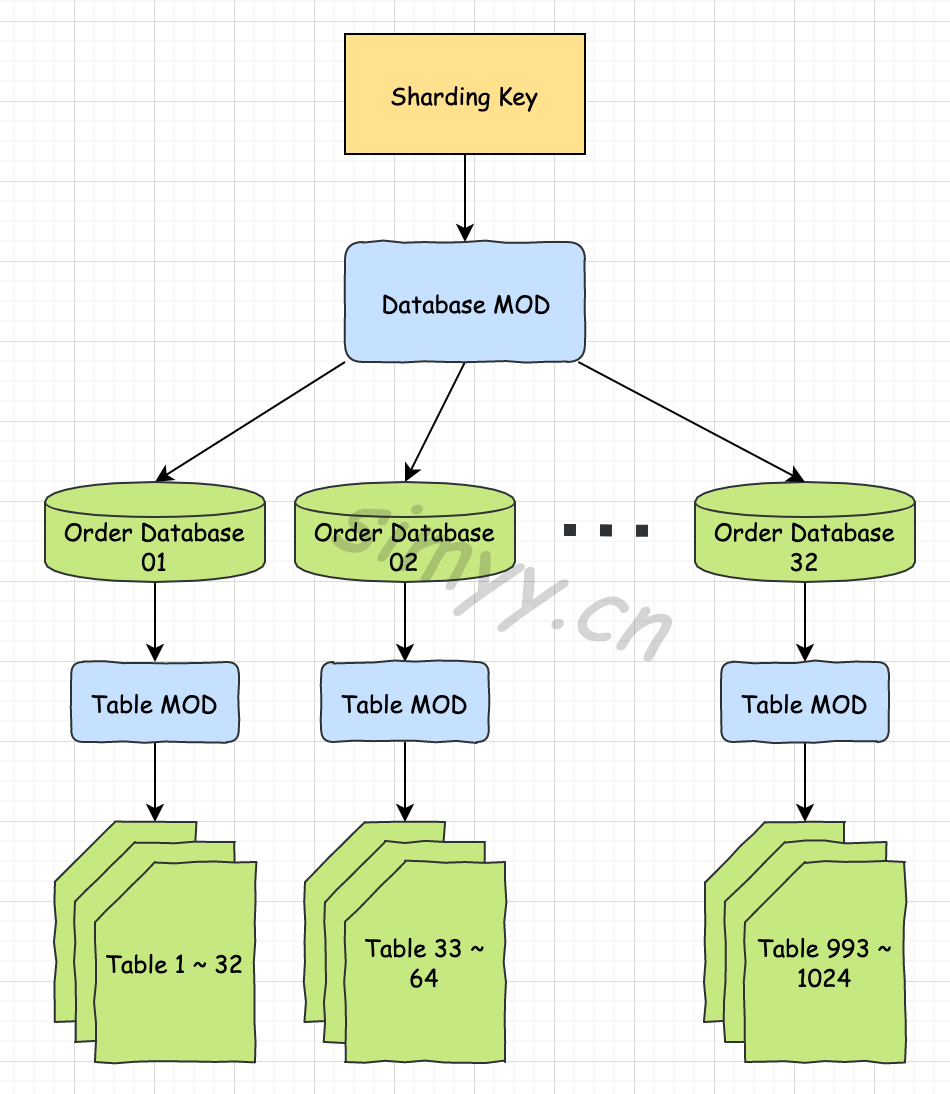 Sharding Key
Database MOD
Order Database
01
Order Database
02
Order Database
32
simyy.cn
Table MOD
Table MOD
Table MOD
Table 1 ~ 32
Table 33 ~
64
Table 993 ~
1024